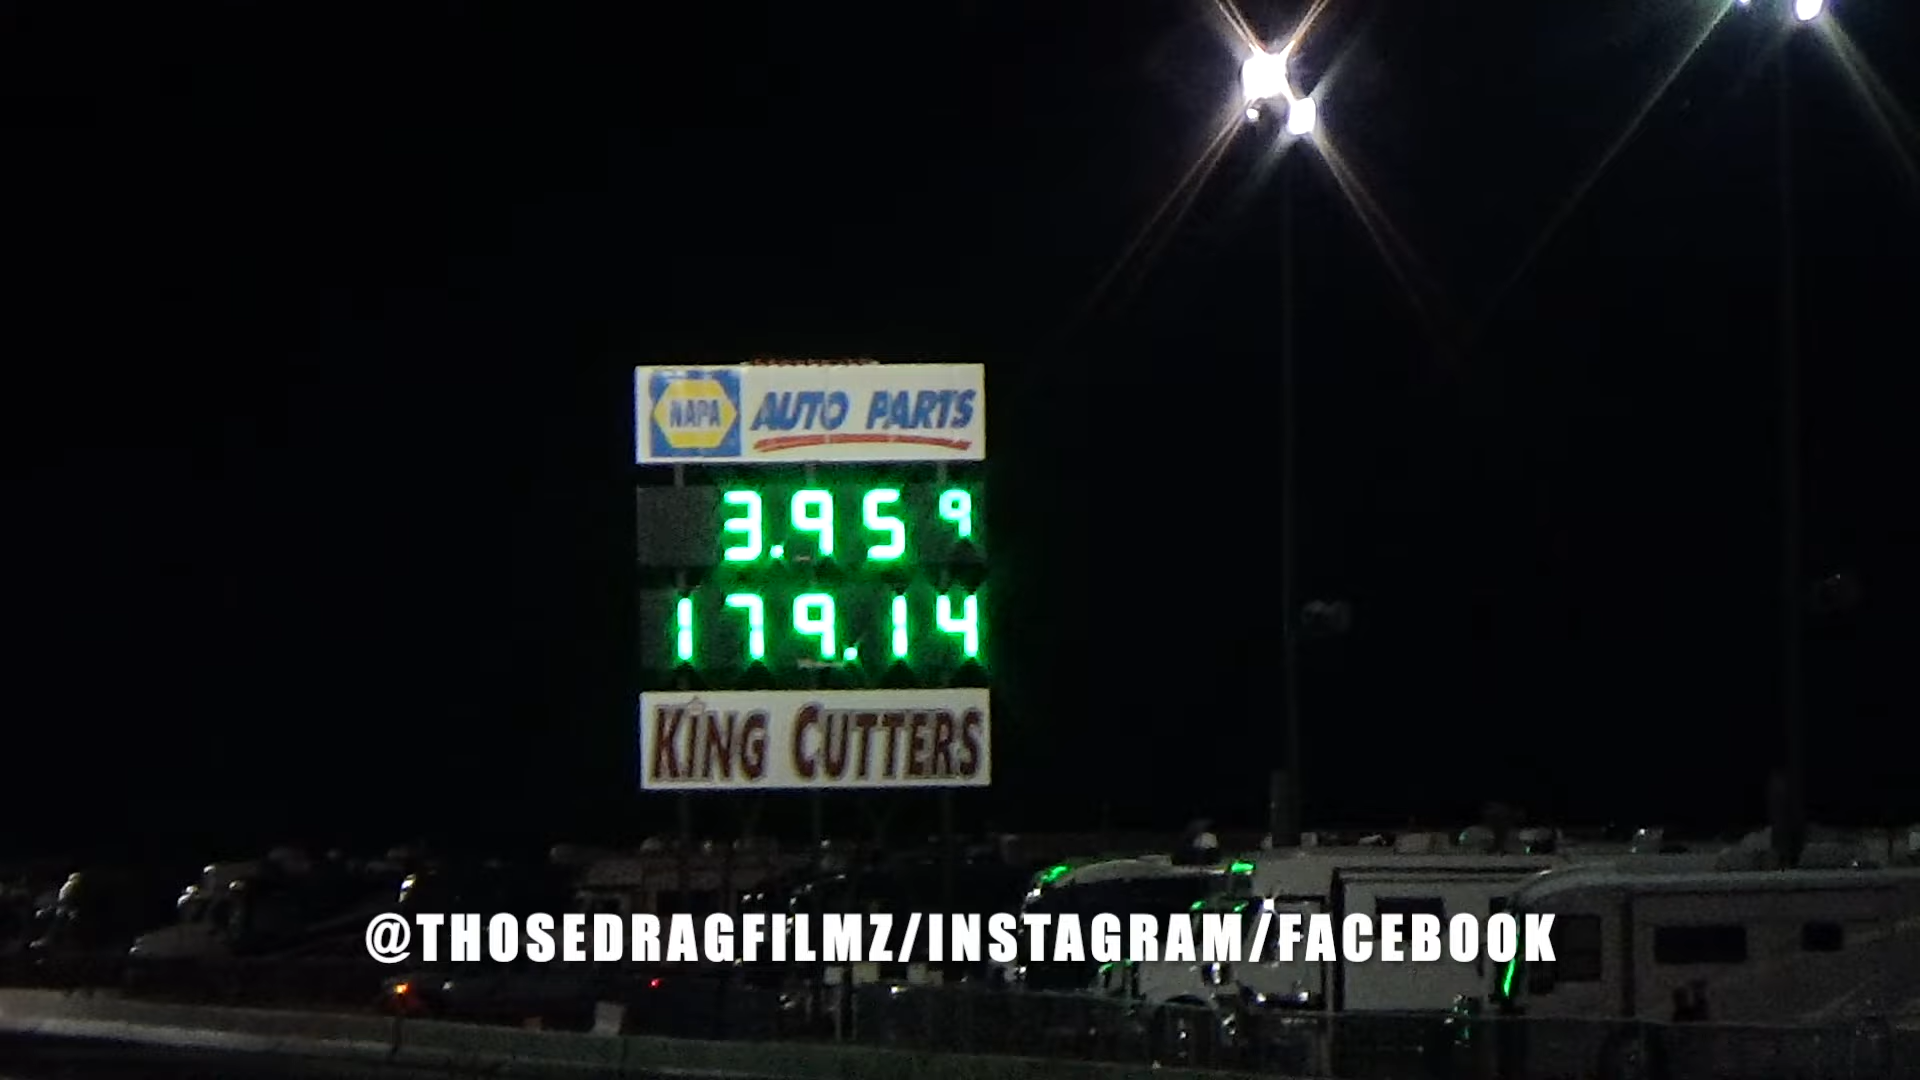 NAPA AUTO PARTS
3.959
179.14
KING CUTTERS
@THOSEDRAGFILMZ/INSTAGRAM/FACEBOOK